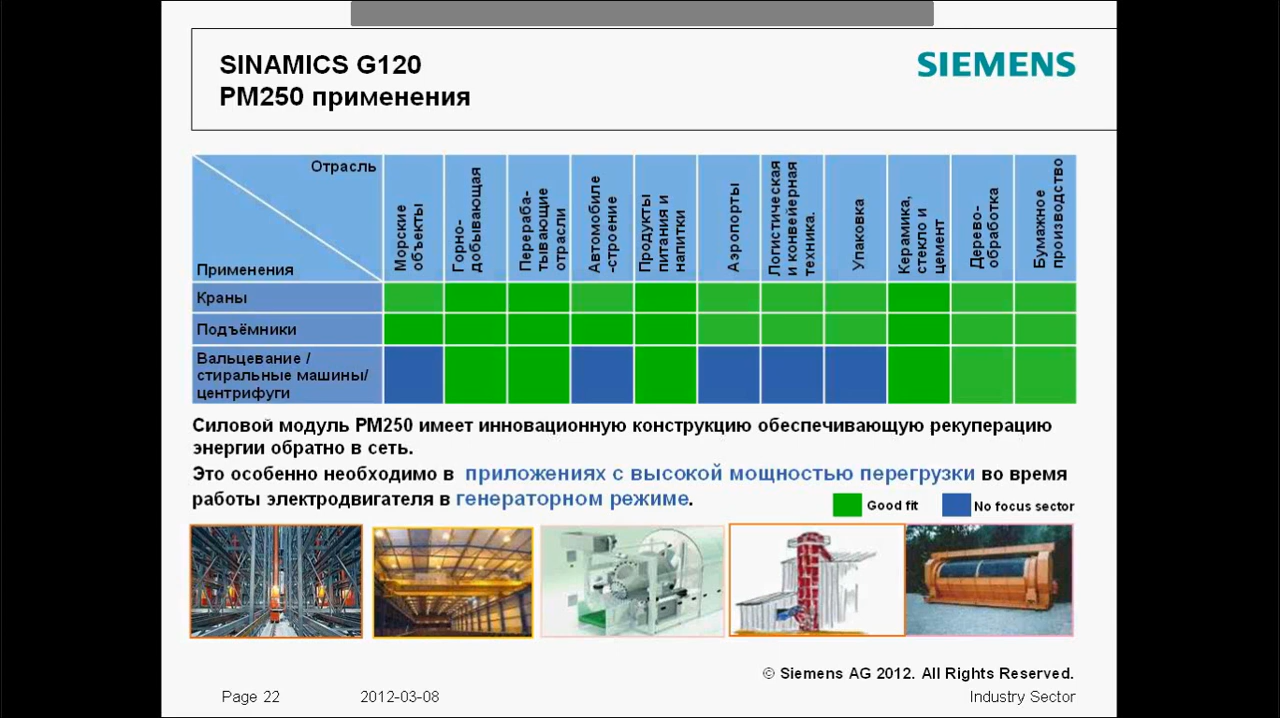 SINAMICS G120
PM250 применения
SIEMENS
Отрасль
Применения
Морские
объекты
Горно-
добывающая
Перераба-
тывающие
отрасли
Автомобиле
-строение
Продукты
питания и
напитки
Аэропорты
Логистическая
и конвейерная
техника.
Упаковка
Керамика,
стекло и
цемент
Дерево-
обработка
Бумажное
производство
Краны
Подъёмники
Вальцевание /
стиральные машины/
центрифуги
Силовой модуль PM250 имеет инновационную конструкцию обеспечивающую рекуперацию
энергии обратно в сеть.
Это особенно необходимо в приложениях с высокой мощностью перегрузки во время
работы электродвигателя в генераторном режиме.
Good fit
No focus sector
© Siemens AG 2012. All Rights Reserved.
Page 22
2012-03-08
Industry Sector